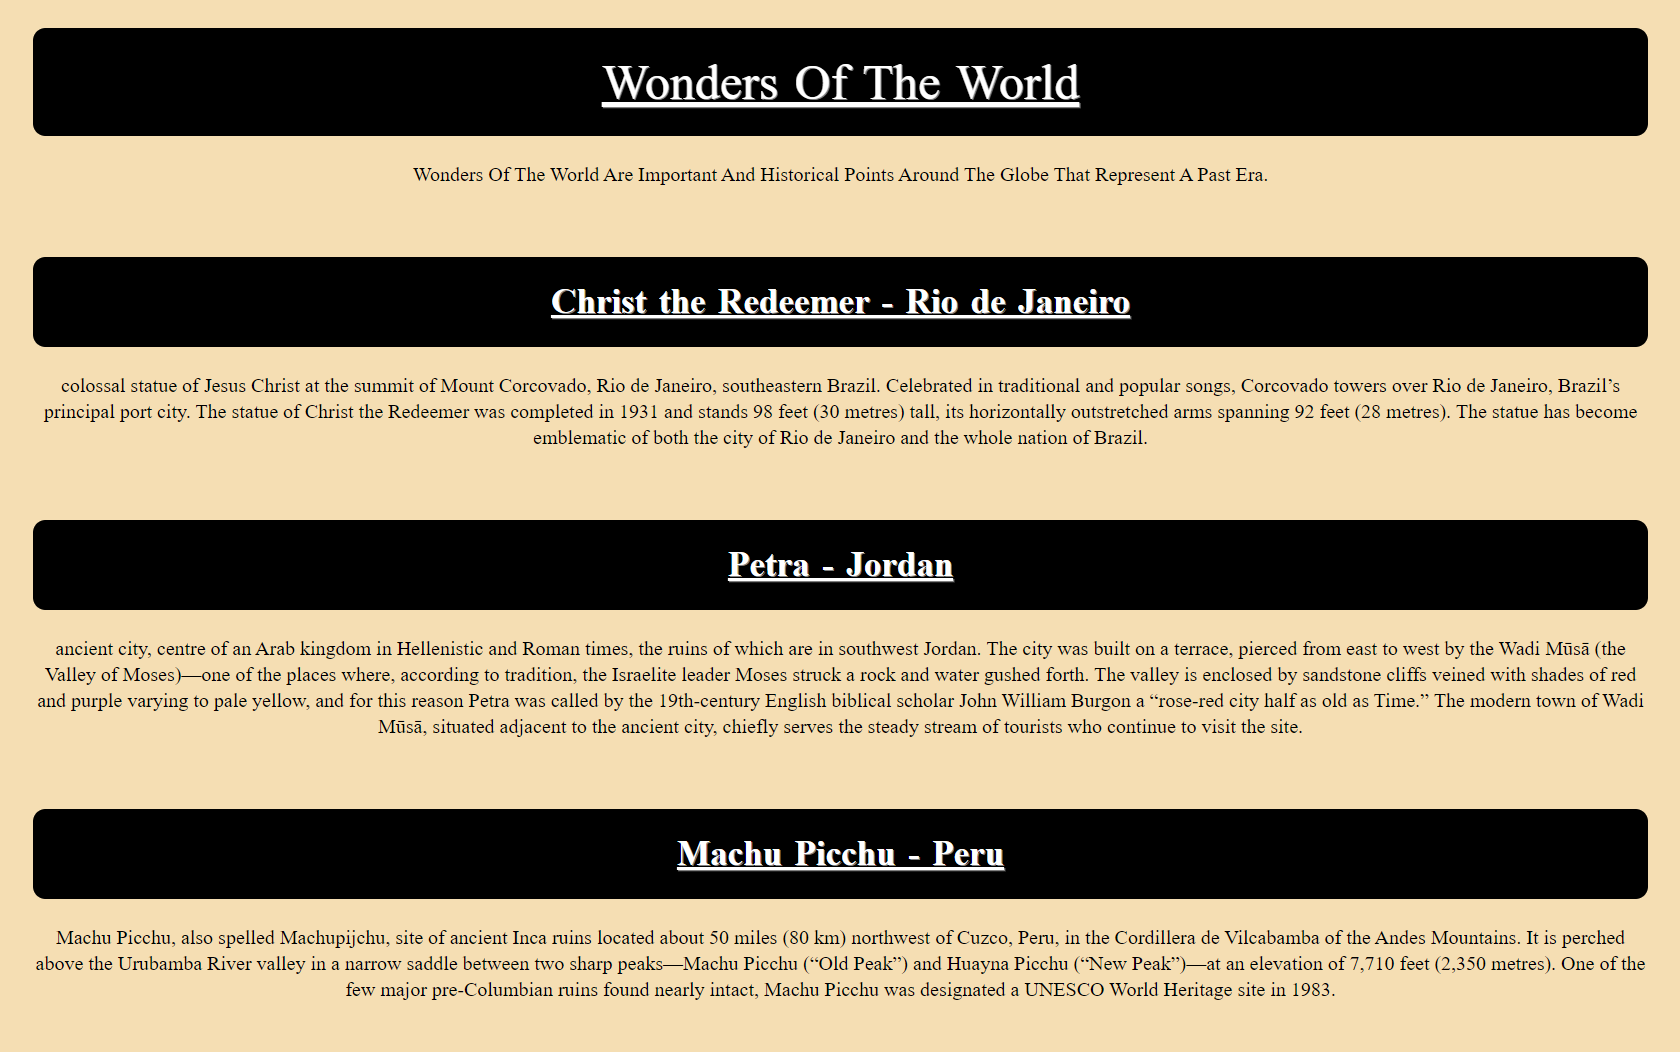 Wonders Of The World
Wonders Of The World Are Important And Historical Points Around The Globe That Represent A Past Era.
Christ the Redeemer - Rio de Janeiro
colossal statue of Jesus Christ at the summit of Mount Corcovado, Rio de Janeiro, southeastern Brazil. Celebrated in traditional and popular songs, Corcovado towers over Rio de Janeiro, Brazil’s
principal port city. The statue of Christ the Redeemer was completed in 1931 and stands 98 feet (30 metres) tall, its horizontally outstretched arms spanning 92 feet (28 metres). The statue has become
emblematic of both the city of Rio de Janeiro and the whole nation of Brazil.
Petra - Jordan
ancient city, centre of an Arab kingdom in Hellenistic and Roman times, the ruins of which are in southwest Jordan. The city was built on a terrace, pierced from east to west by the Wadi Mūsā (the
Valley of Moses)—one of the places where, according to tradition, the Israelite leader Moses struck a rock and water gushed forth. The valley is enclosed by sandstone cliffs veined with shades of red
and purple varying to pale yellow, and for this reason Petra was called by the 19th-century English biblical scholar John William Burgon a “rose-red city half as old as Time.” The modern town of Wadi
Mūsā, situated adjacent to the ancient city, chiefly serves the steady stream of tourists who continue to visit the site.
Machu Picchu - Peru
Machu Picchu, also spelled Machupijchu, site of ancient Inca ruins located about 50 miles (80 km) northwest of Cuzco, Peru, in the Cordillera de Vilcabamba of the Andes Mountains. It is perched
above the Urubamba River valley in a narrow saddle between two sharp peaks—Machu Picchu (“Old Peak”) and Huayna Picchu (“New Peak”)—at an elevation of 7,710 feet (2,350 metres). One of the
few major pre-Columbian ruins found nearly intact, Machu Picchu was designated a UNESCO World Heritage site in 1983.